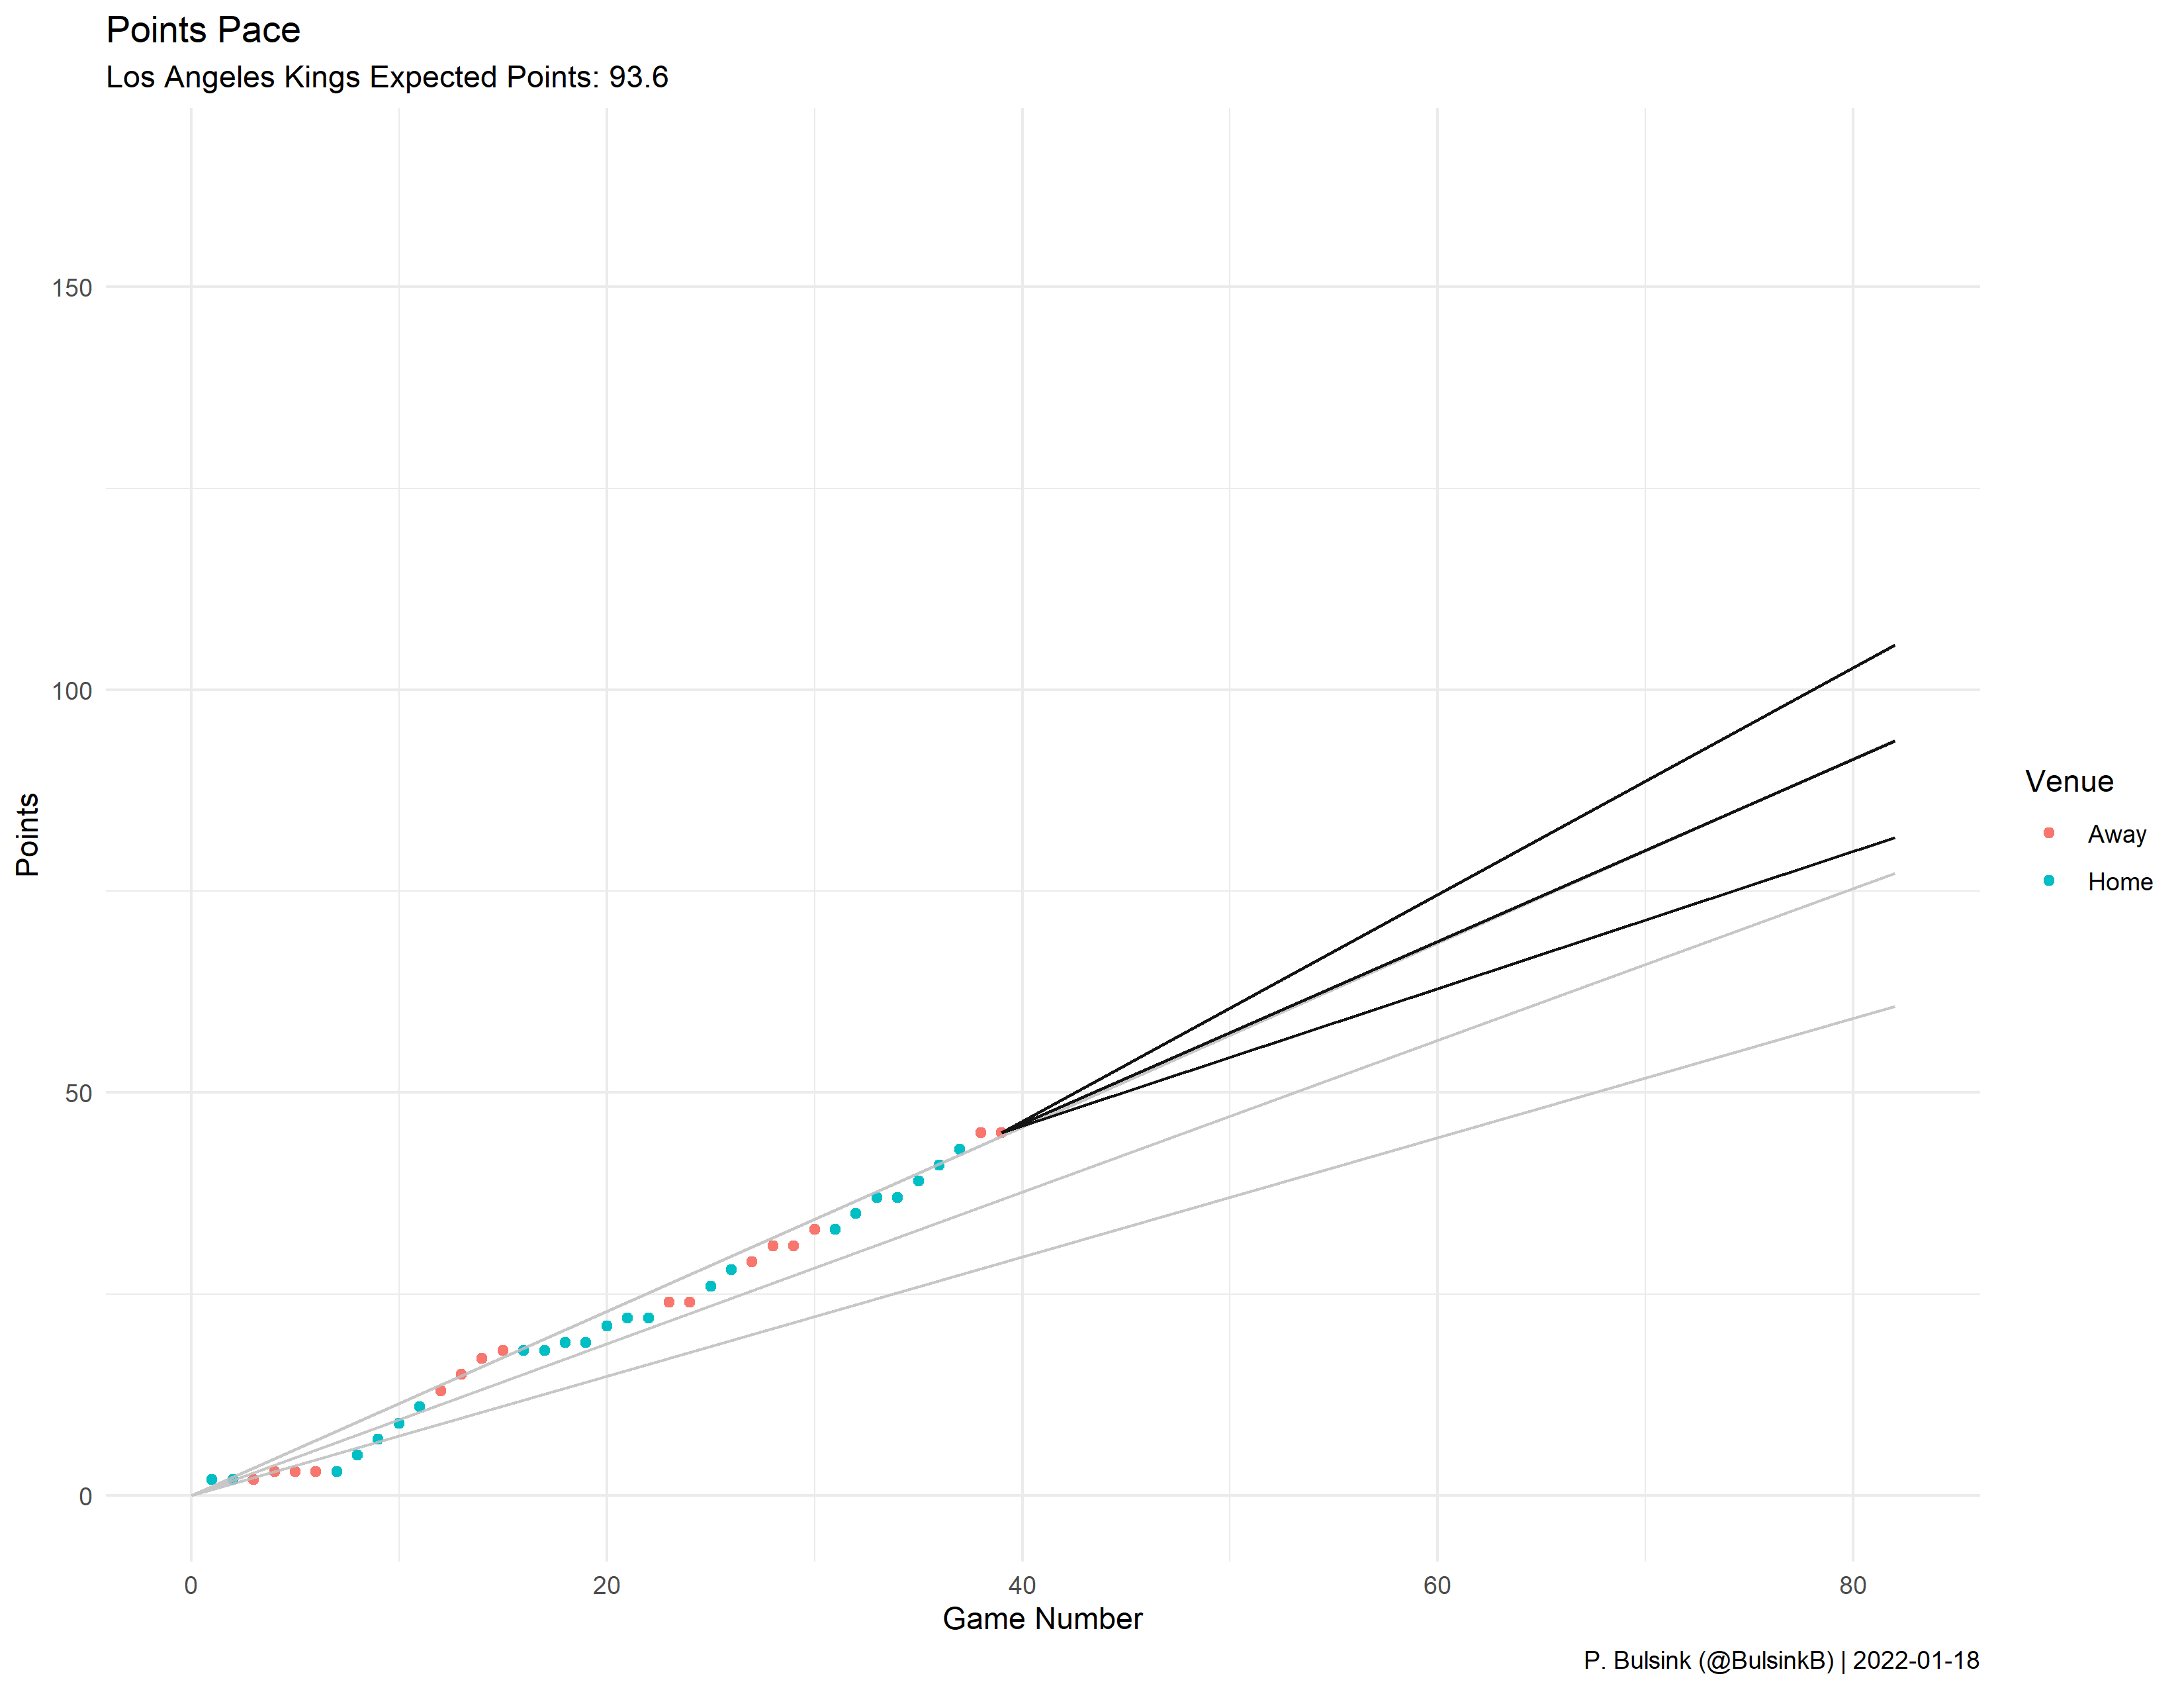 Points Pace
Los Angeles Kings Expected Points: 93.6
150
100
50
0
Points
0 20 40 60 80
Game Number
Venue
Away
Home
P. Bulsink (@BulsinkB) | 2022-01-18